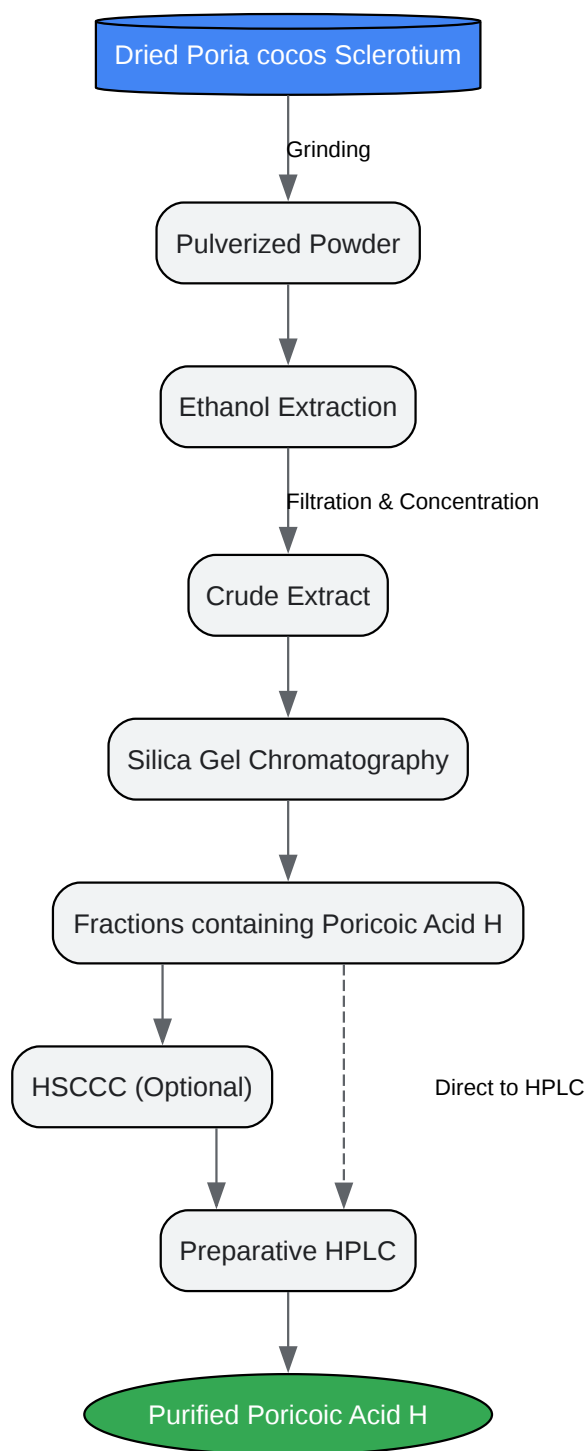 Dried Poria cocos Sclerotium
Grinding
Pulverized Powder
Ethanol Extraction
Filtration & Concentration
Crude Extract
Silica Gel Chromatography
Fractions containing Poricoic Acid H
HSCCC (Optional)
Direct to HPLC
Preparative HPLC
Purified Poricoic Acid H